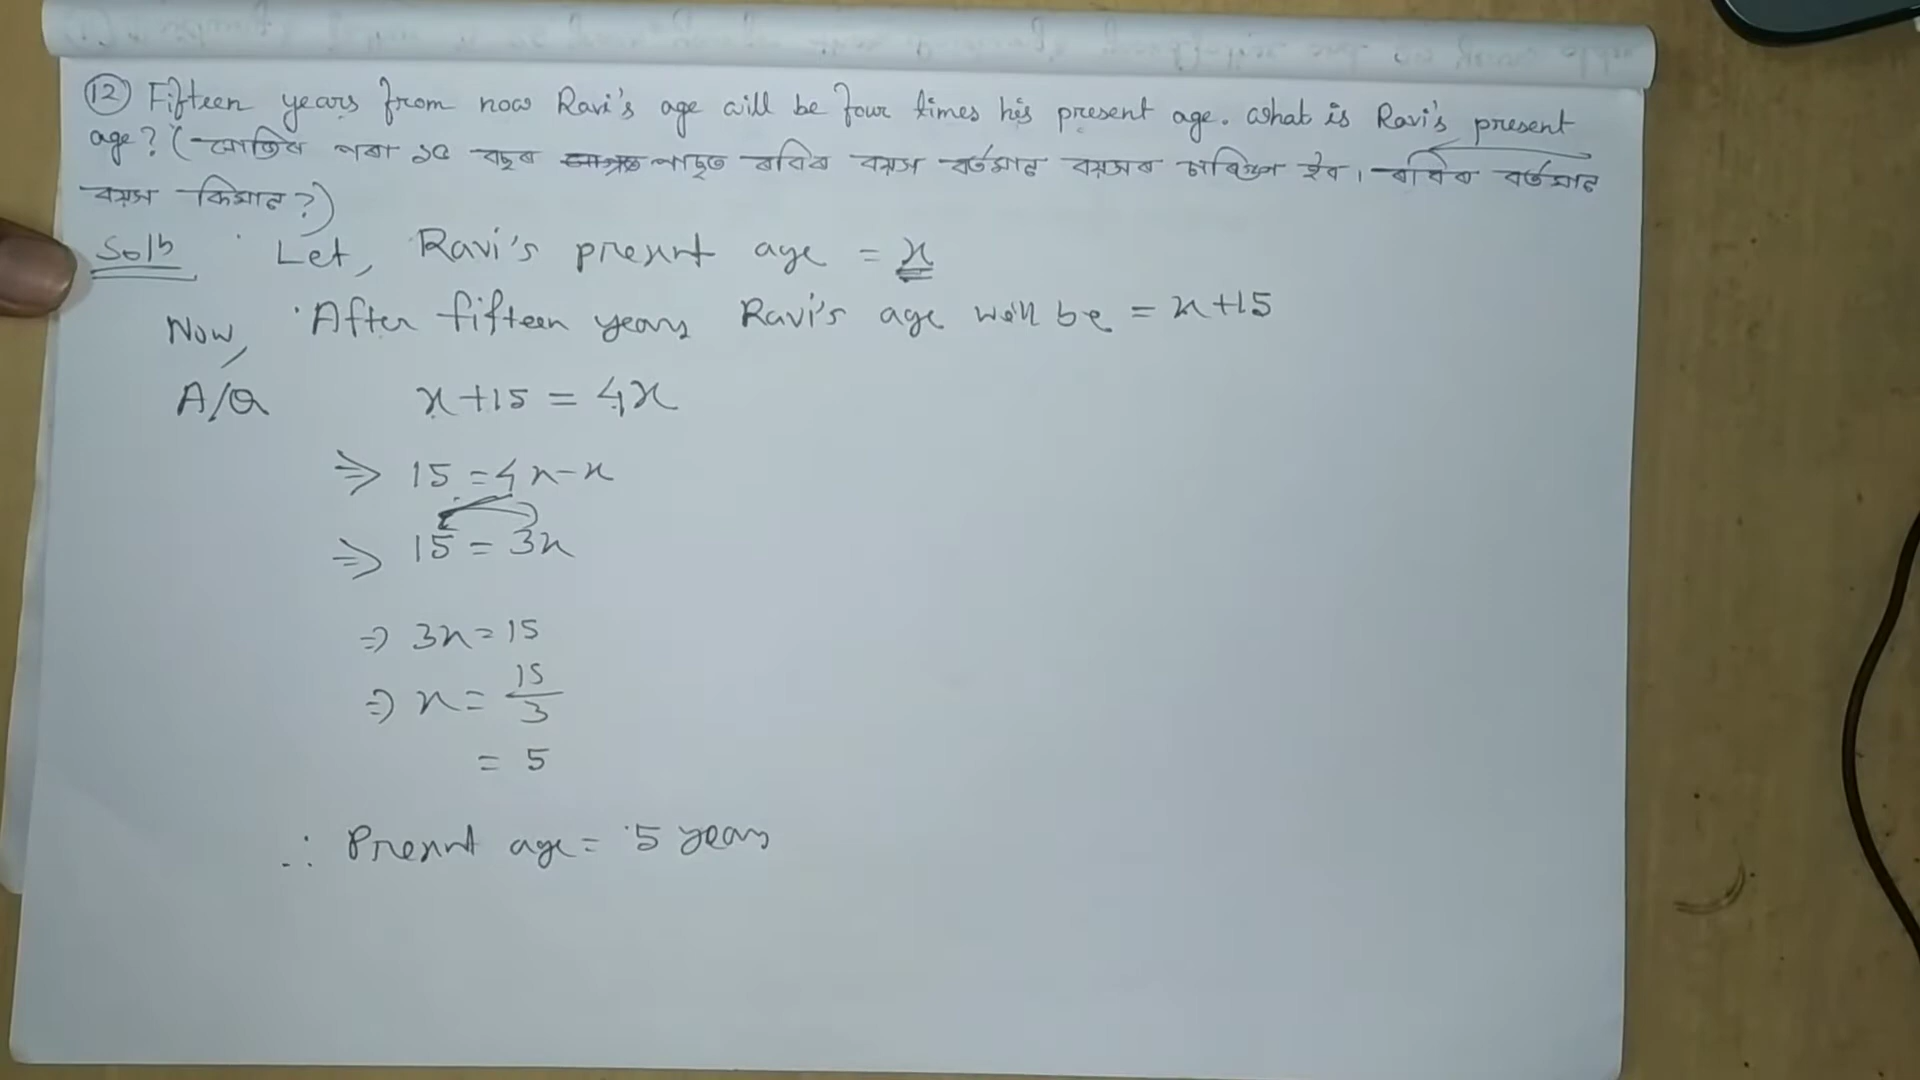 (12) Fifteen years from now Ravi's age will be four times his present age. What is Ravi's present
age? (আজিৰ পৰা ১৫ বছৰ পাছত ৰবিৰ বয়স বৰ্তমান বয়সৰ চাৰিগুণ হ'ব। ৰবিৰ বৰ্তমান
বয়স কিমান?)
Soln Let, Ravi's present age = x
Now, After fifteen years Ravi's age will be = x+15
A/Q x+15 = 4x
⇒ 15 = 4x-x
⇒ 15 = 3x
⇒ 3x = 15
⇒ x = 15/3
= 5
∴ Present age = 5 years